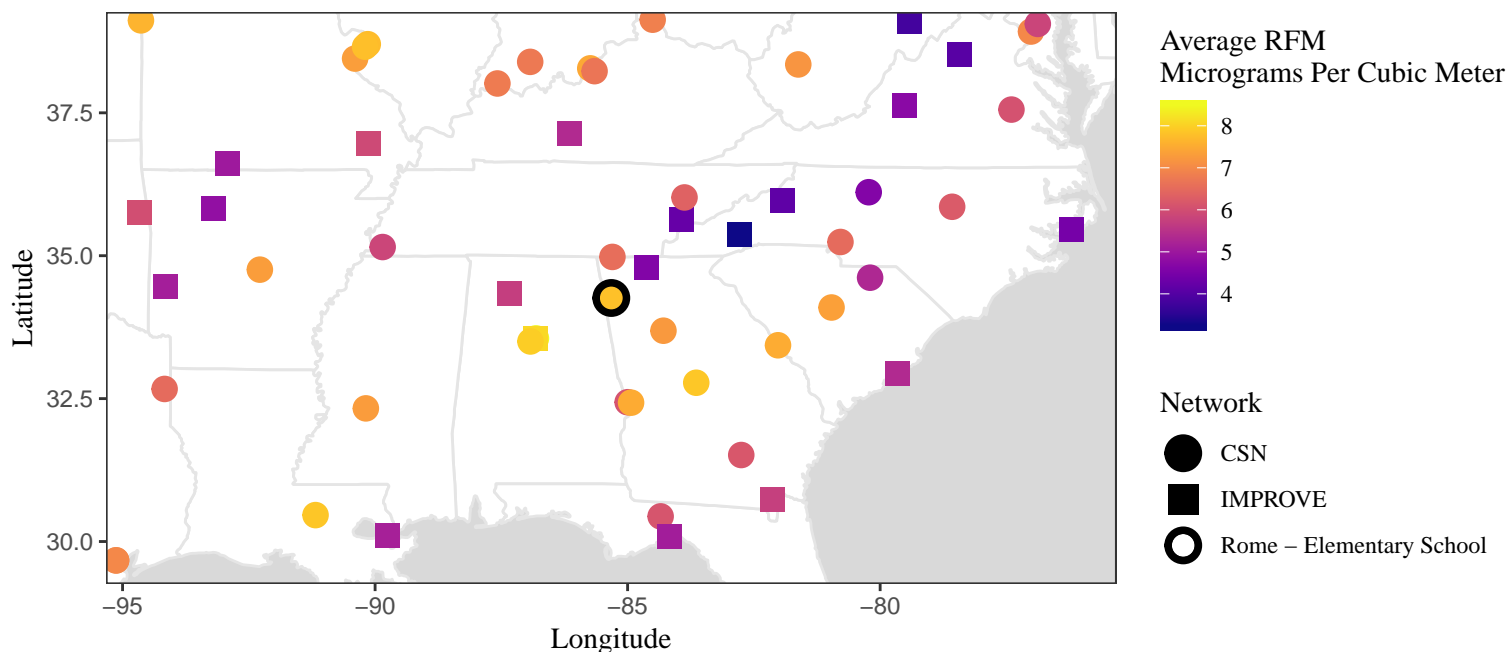 37.5
35.0
32.5
30.0
Latitude
−95
−90
−85
−80
Longitude
Average RFM
Micrograms Per Cubic Meter
8
7
6
5
4
Network
CSN
IMPROVE
Rome – Elementary School